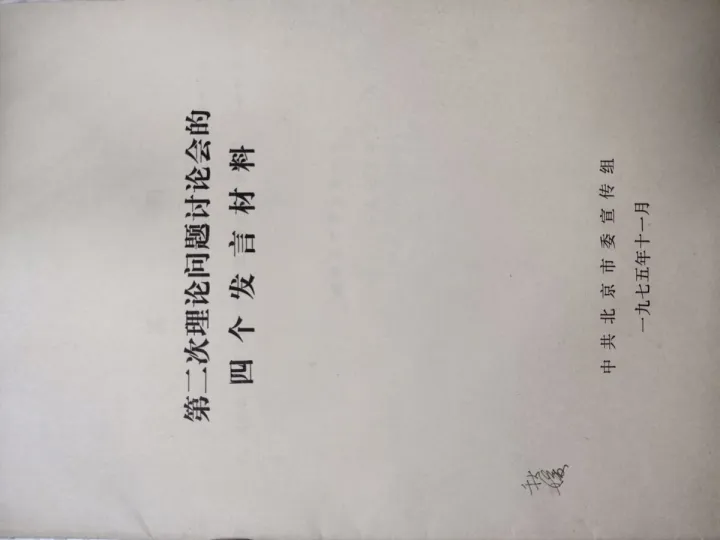 第二次理论问题讨论会的
四个发言材料
中共北京市委宣传组
一九七五年十一月